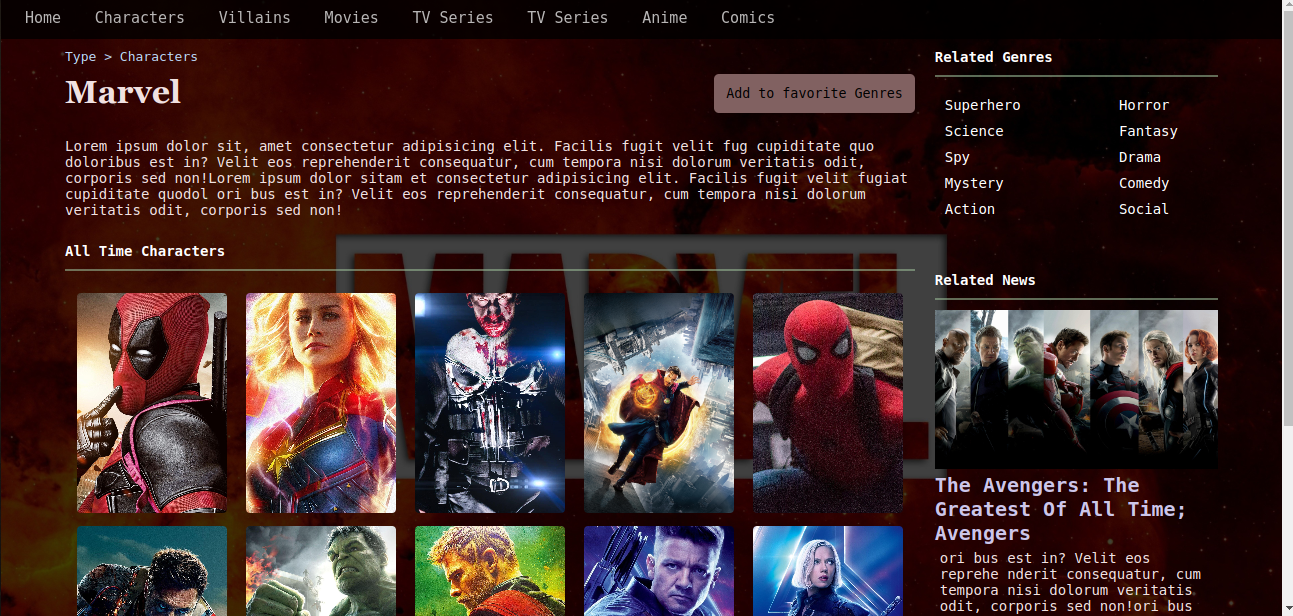 Home Characters Villains Movies TV Series TV Series Anime Comics
Type > Characters
Marvel
Add to favorite Genres
Lorem ipsum dolor sit, amet consectetur adipisicing elit. Facilis fugit velit fug cupiditate quo
doloribus est in? Velit eos reprehenderit consequatur, cum tempora nisi dolorum veritatis odit,
corporis sed non!Lorem ipsum dolor sitam et consectetur adipisicing elit. Facilis fugit velit fugiat
cupiditate quodol ori bus est in? Velit eos reprehenderit consequatur, cum tempora nisi dolorum
veritatis odit, corporis sed non!
All Time Characters
MARVEL
Related Genres
Superhero Horror
Science Fantasy
Spy Drama
Mystery Comedy
Action Social
Related News
The Avengers: The
Greatest Of All Time;
Avengers
ori bus est in? Velit eos
reprehe nderit consequatur, cum
tempora nisi dolorum veritatis
odit, corporis sed non!ori bus